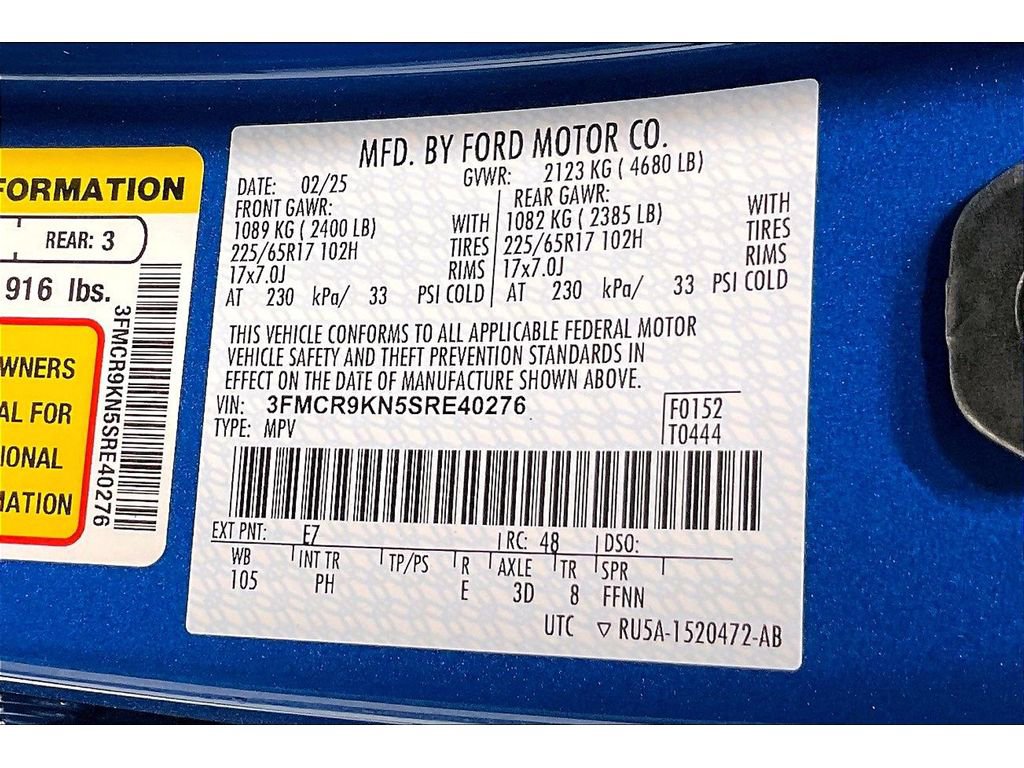 FORMATION
REAR: 3
916 lbs.
WNERS
AL FOR
IONAL
MATION
3FMCR9KN5SRE40276
MFD. BY FORD MOTOR CO.
DATE: 02/25 GVWR: 2123 KG ( 4680 LB)
FRONT GAWR: REAR GAWR:
1089 KG ( 2400 LB) WITH 1082 KG ( 2385 LB) WITH
225/65R17 102H TIRES 225/65R17 102H TIRES
17x7.0J RIMS 17x7.0J RIMS
AT 230 kPa/ 33 PSI COLD AT 230 kPa/ 33 PSI COLD
THIS VEHICLE CONFORMS TO ALL APPLICABLE FEDERAL MOTOR
VEHICLE SAFETY AND THEFT PREVENTION STANDARDS IN
EFFECT ON THE DATE OF MANUFACTURE SHOWN ABOVE.
VIN: 3FMCR9KN5SRE40276 F0152
TYPE: MPV T0444
EXT PNT: E7 RC: 48 DSO:
WB INT TR TP/PS R AXLE TR SPR
105 PH E 3D 8 FFNN
UTC ▽ RU5A-1520472-AB